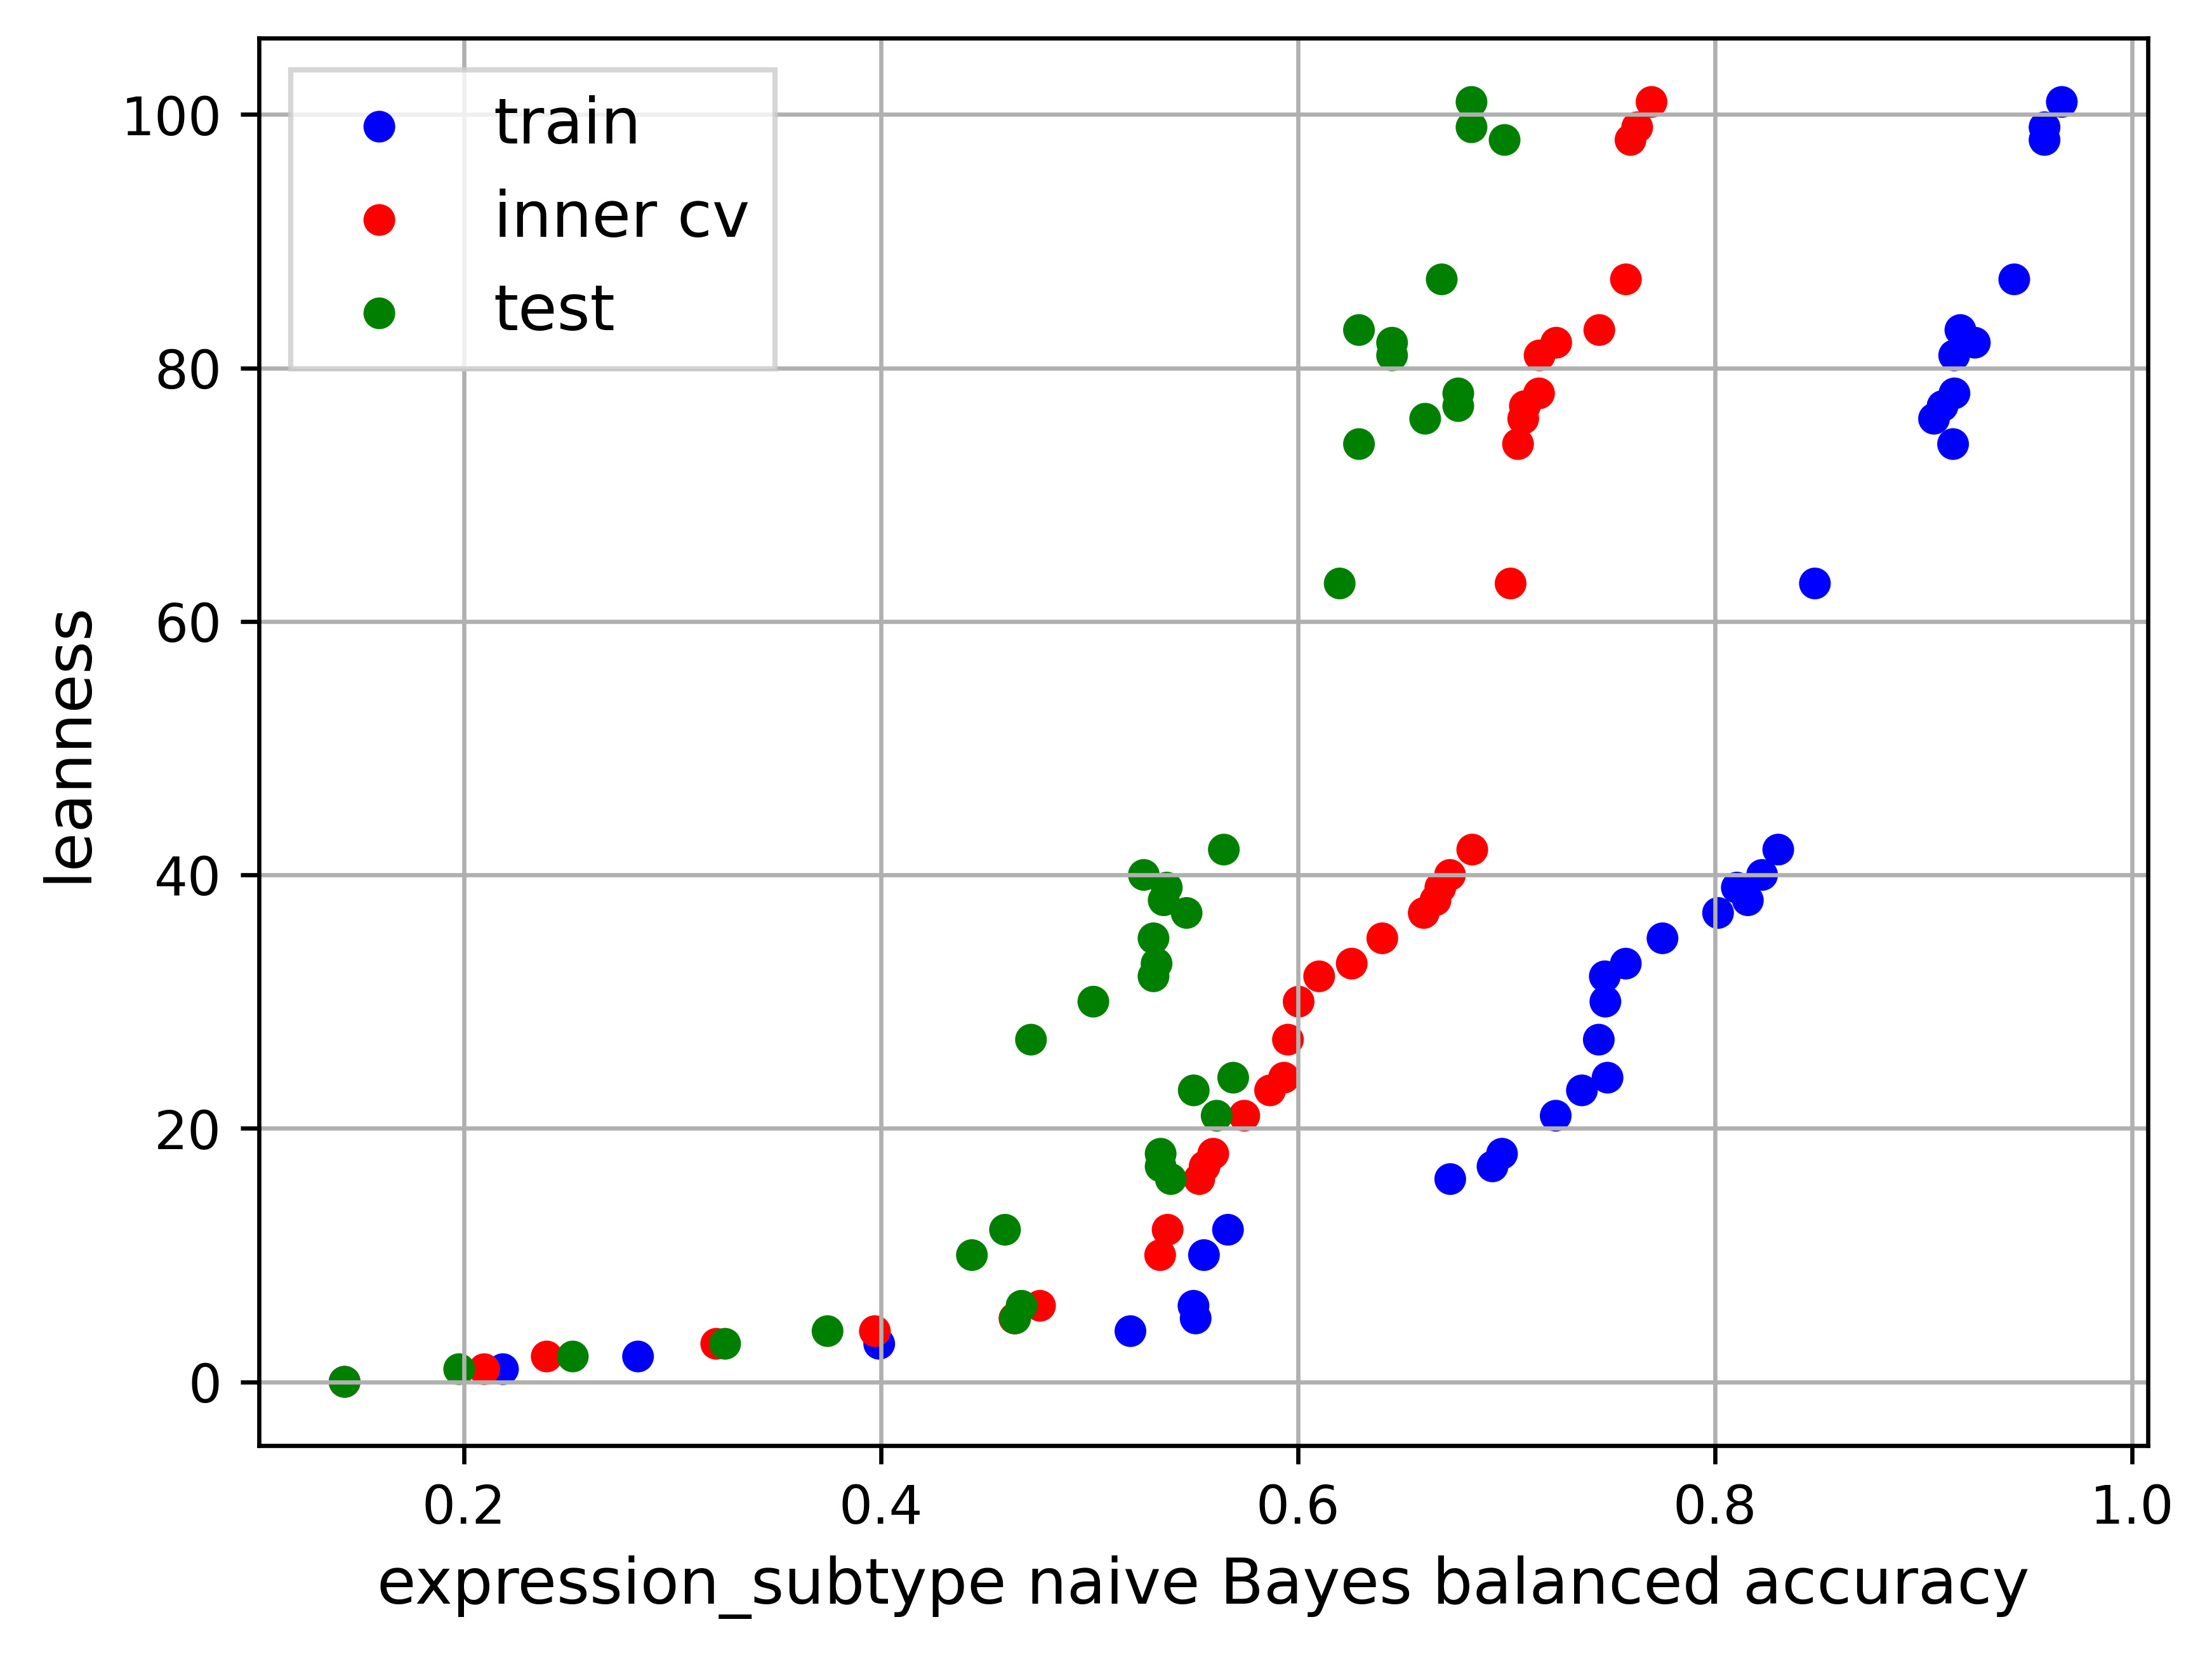 train
inner cv
test
100
80
60
40
20
0
leanness
0.2 0.4 0.6 0.8 1.0
expression_subtype naive Bayes balanced accuracy